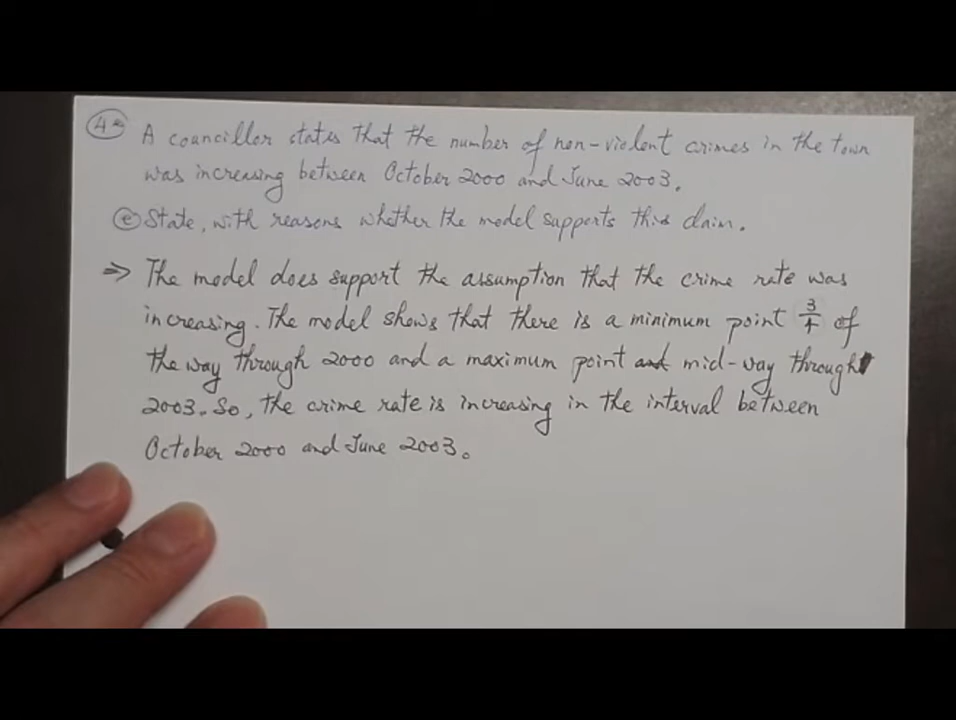 4. A councillor states that the number of non-violent crimes in the town
was increasing between October 2000 and June 2003.
(e) State, with reasons whether the model supports this claim.
⇒ The model does support the assumption that the crime rate was
increasing. The model shows that there is a minimum point 3/4 of
the way through 2000 and a maximum point mid-way through
2003. So, the crime rate is increasing in the interval between
October 2000 and June 2003.